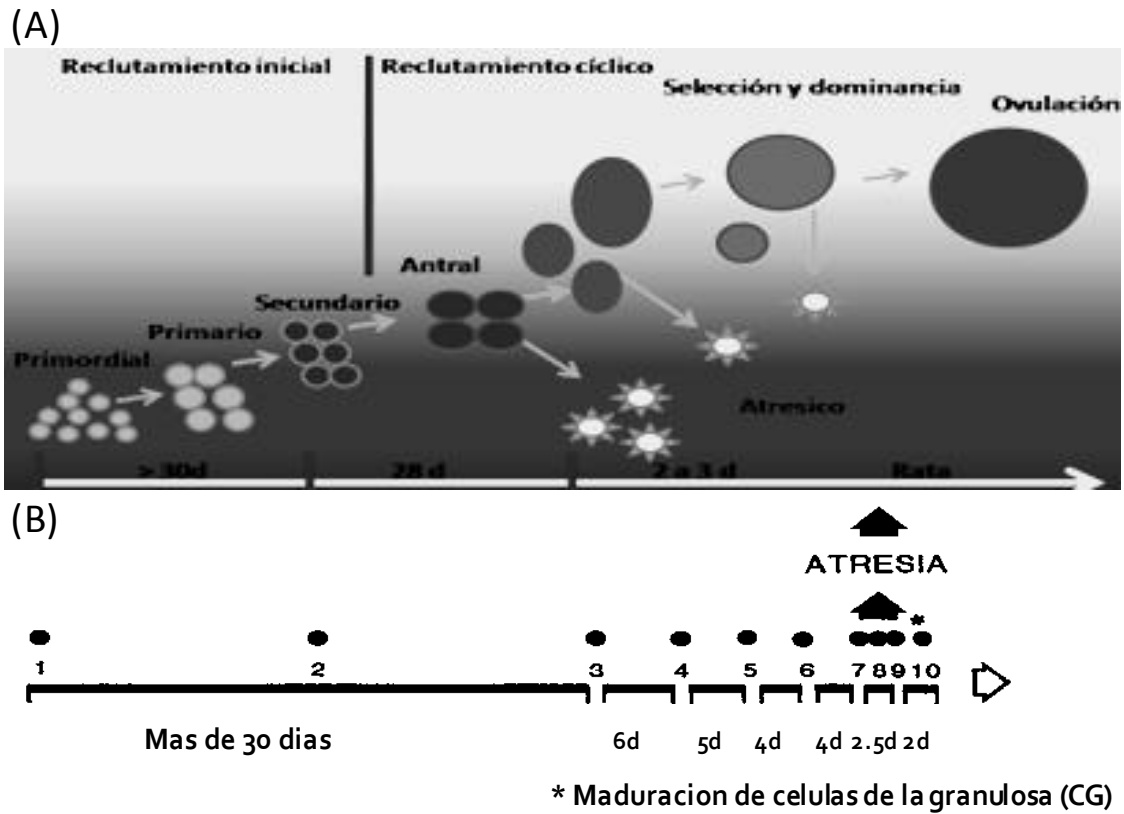 (A)
Reclutamiento inicial
Reclutamiento cíclico
Selección y dominancia
Ovulación
Antral
Secundario
Primario
Primordial
Atresico
> 30d
28 d
2 a 3 d
Rata
(B)
ATRESIA
*
1 2 3 4 5 6 7 8 9 10
6d 5d 4d 4d 2.5d 2d
Mas de 30 dias
* Maduracion de celulas de la granulosa (CG)